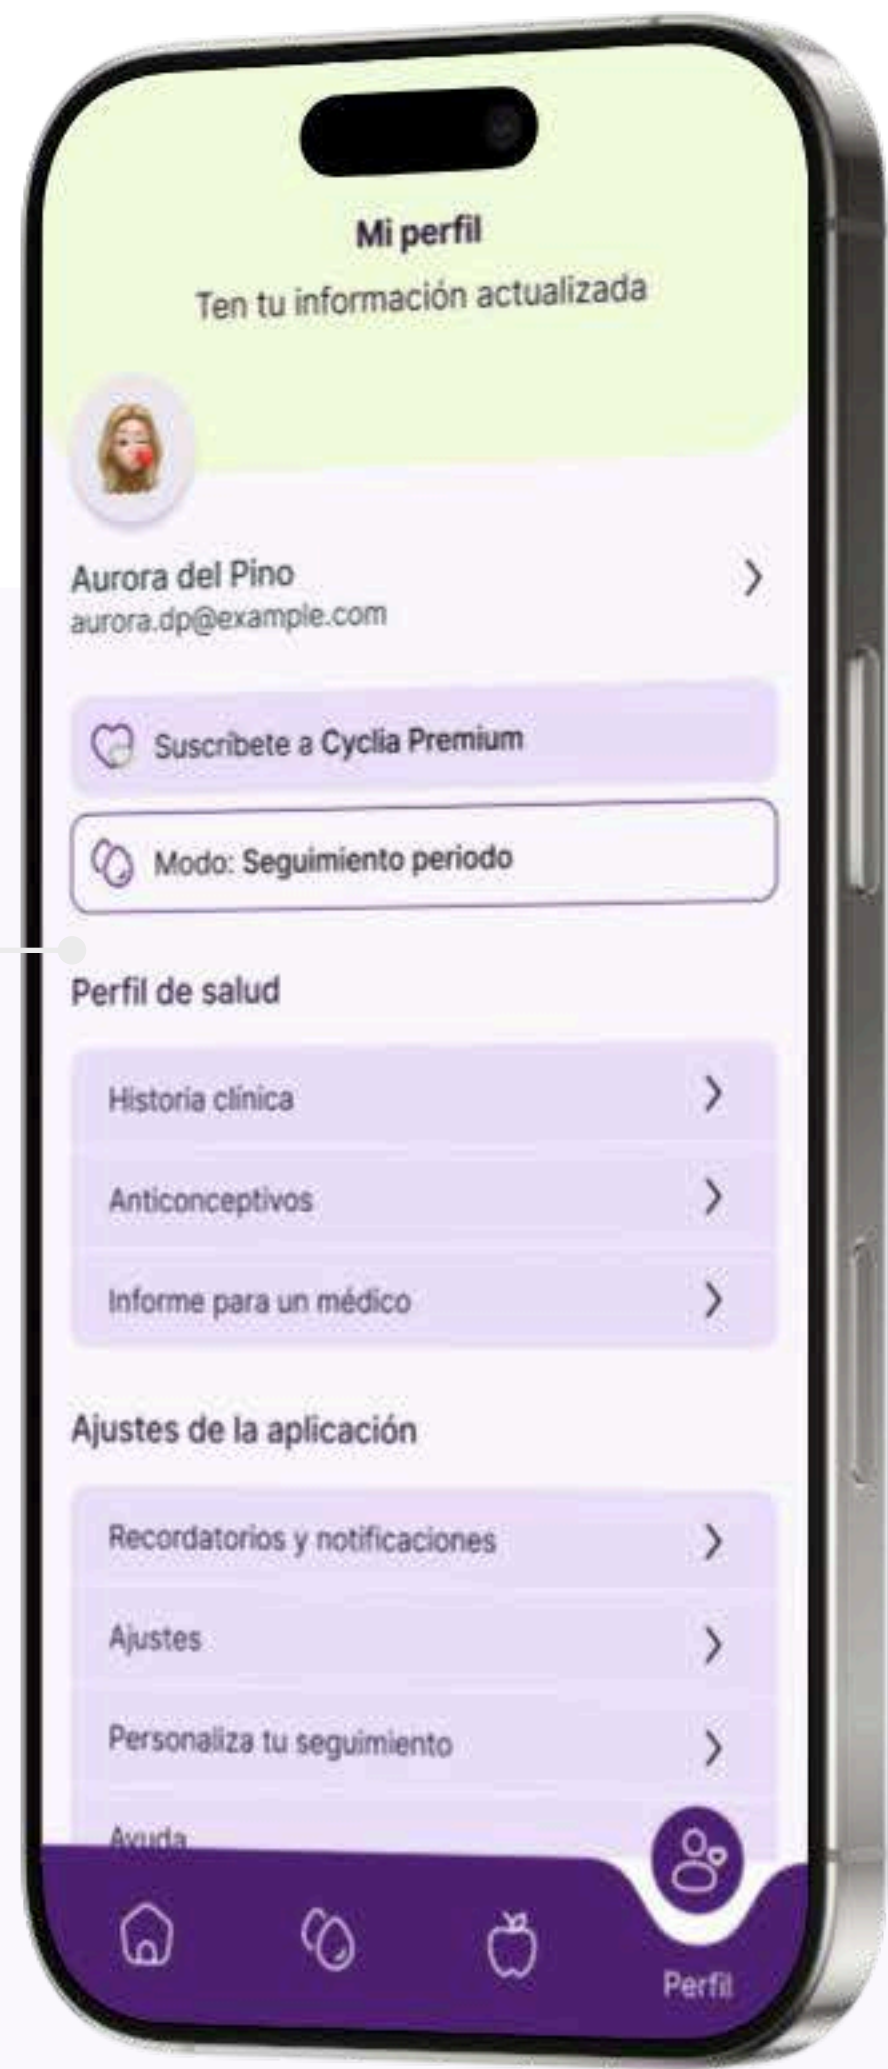 Mi perfil
Ten tu información actualizada
Aurora del Pino
aurora.dp@example.com
Suscríbete a Cyclia Premium
Modo: Seguimiento periodo
Perfil de salud
Historia clínica
Anticonceptivos
Informe para un médico
Ajustes de la aplicación
Recordatorios y notificaciones
Ajustes
Personaliza tu seguimiento
Ayuda
Perfil